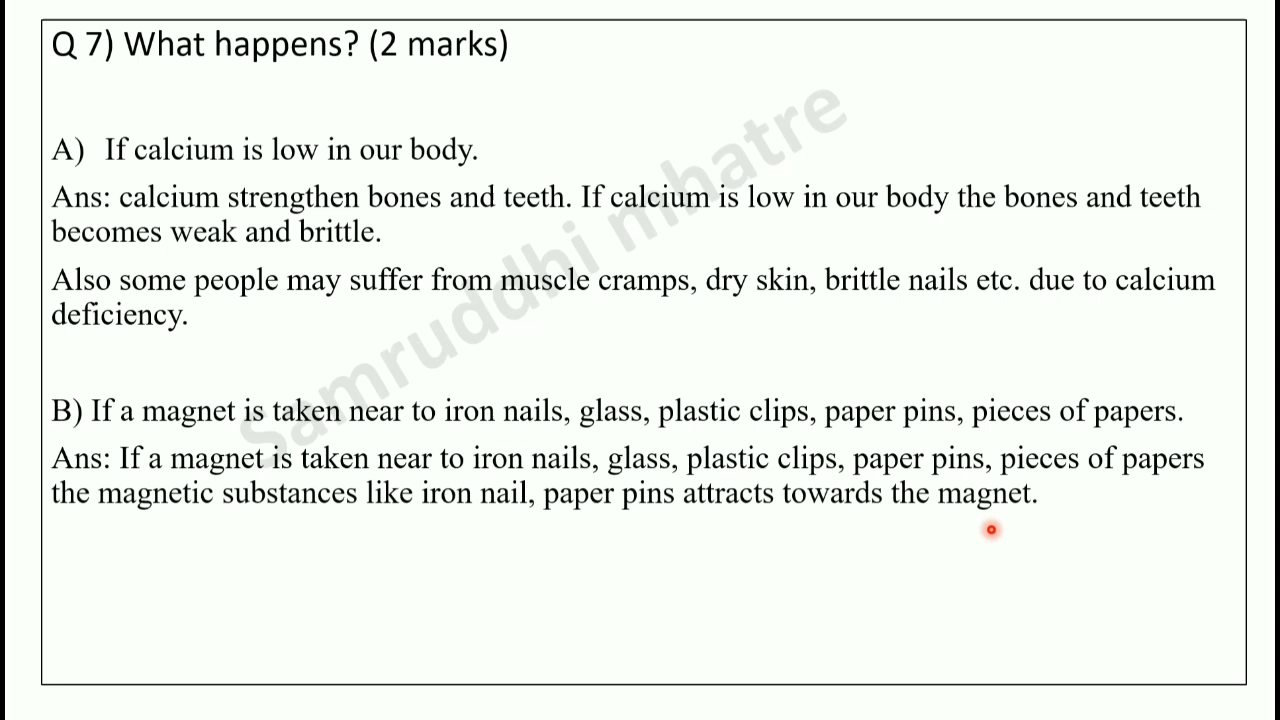 Q 7) What happens? (2 marks)
A) If calcium is low in our body.
Ans: calcium strengthen bones and teeth. If calcium is low in our body the bones and teeth
becomes weak and brittle.
Also some people may suffer from muscle cramps, dry skin, brittle nails etc. due to calcium
deficiency.
B) If a magnet is taken near to iron nails, glass, plastic clips, paper pins, pieces of papers.
Ans: If a magnet is taken near to iron nails, glass, plastic clips, paper pins, pieces of papers
the magnetic substances like iron nail, paper pins attracts towards the magnet.
Samruddhi mhatre